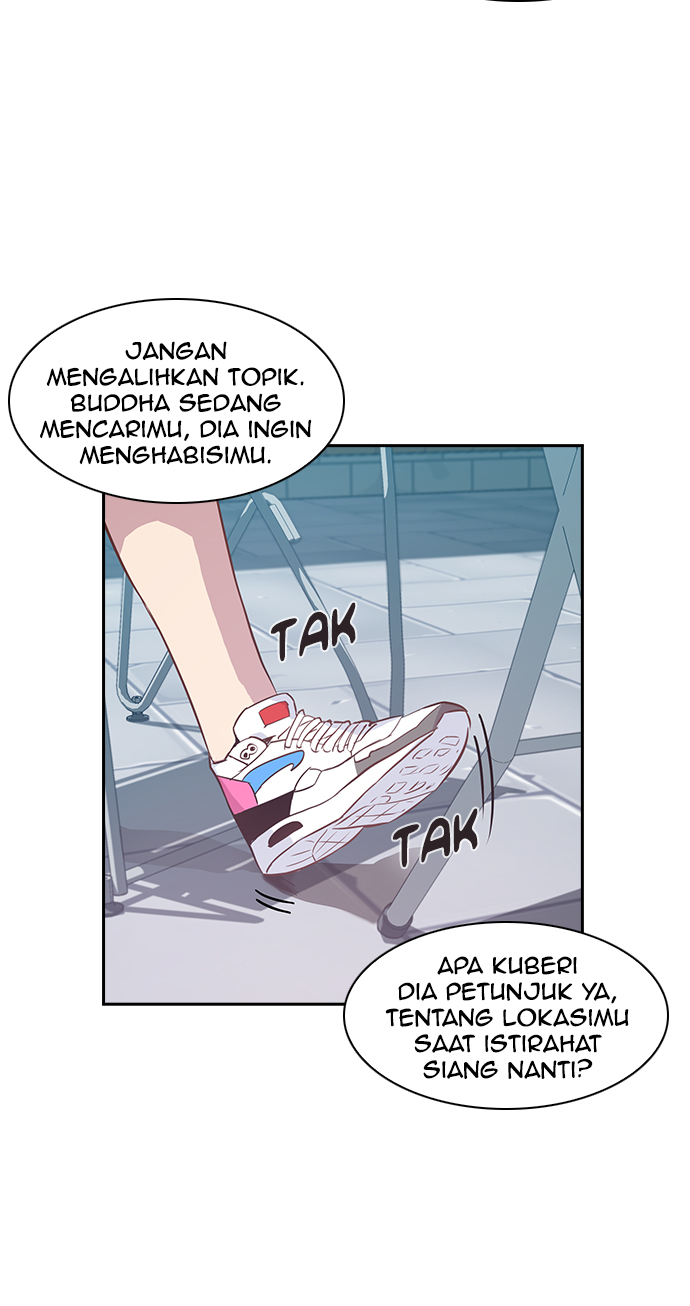 JANGAN
MENGALIHKAN TOPIK.
BUDDHA SEDANG
MENCARIMU, DIA INGIN
MENGHABISIMU.
TAK
TAK
APA KUBERI
DIA PETUNJUK YA,
TENTANG LOKASIMU
SAAT ISTIRAHAT
SIANG NANTI?